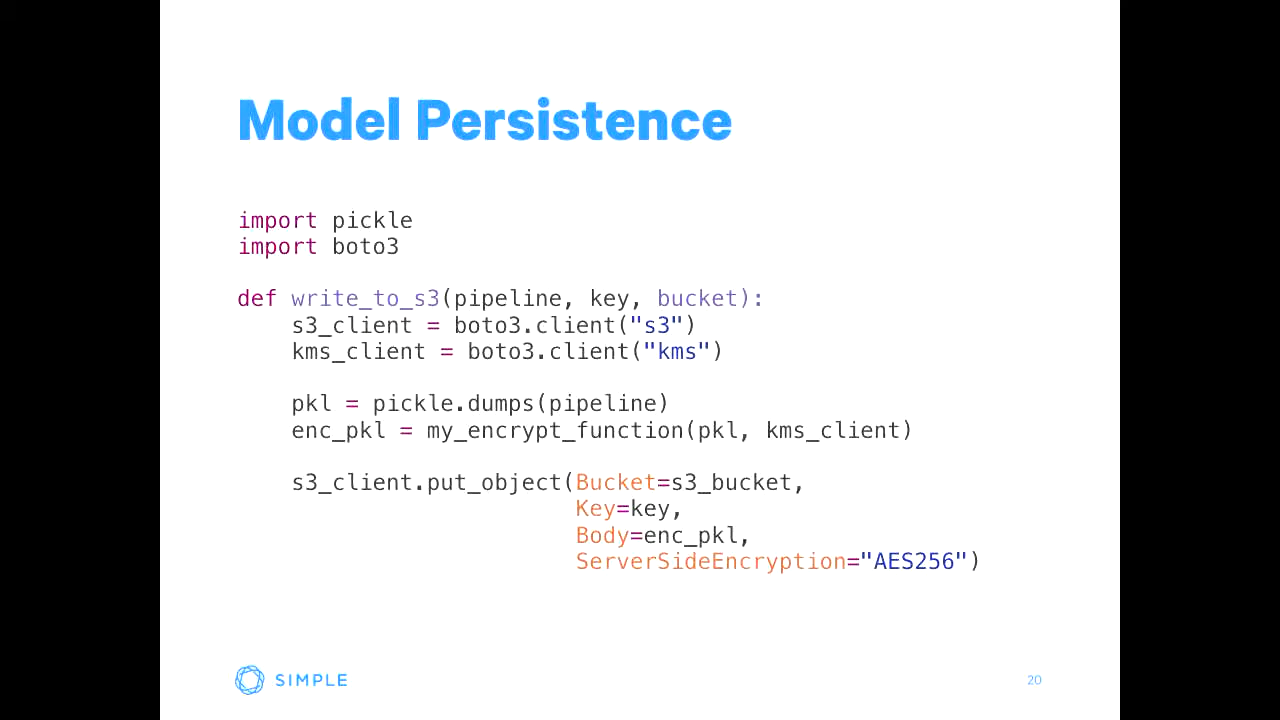 Model Persistence
import pickle
import boto3
def write_to_s3(pipeline, key, bucket):
    s3_client = boto3.client("s3")
    kms_client = boto3.client("kms")
    pkl = pickle.dumps(pipeline)
    enc_pkl = my_encrypt_function(pkl, kms_client)
    s3_client.put_object(Bucket=s3_bucket,
                         Key=key,
                         Body=enc_pkl,
                         ServerSideEncryption="AES256")
SIMPLE
20